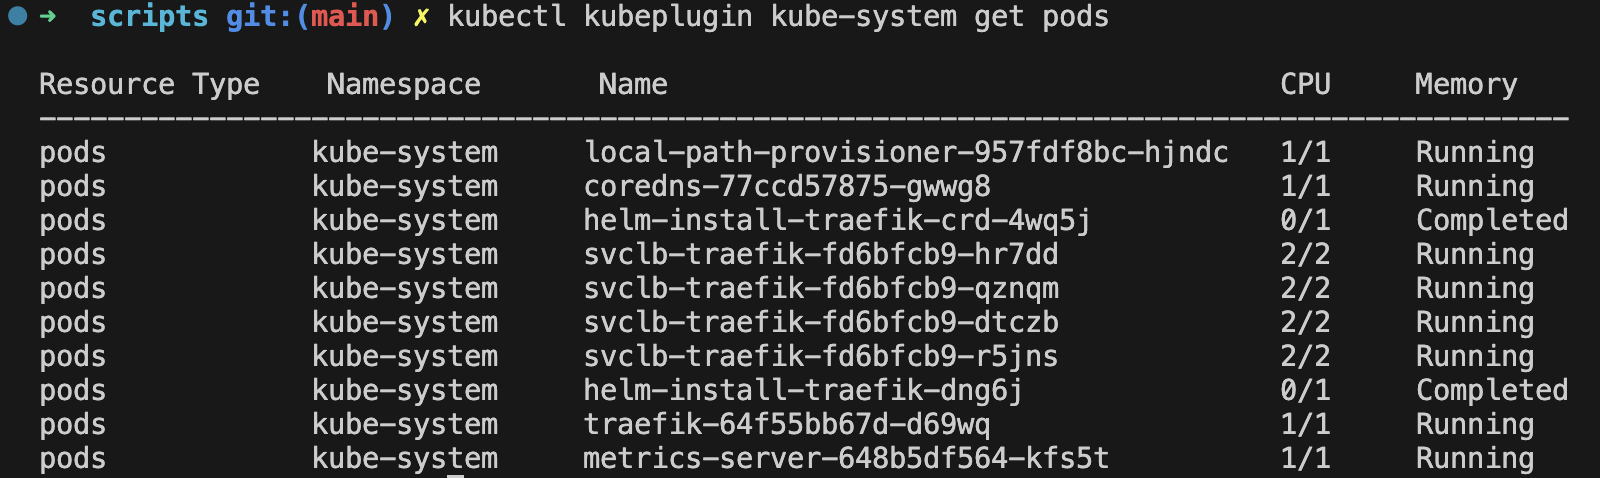 ➜ scripts git:(main) ✗ kubectl kubeplugin kube-system get pods
Resource Type Namespace Name CPU Memory
------------------------------------------------------------------------------------------
pods kube-system local-path-provisioner-957fdf8bc-hjndc 1/1 Running
pods kube-system coredns-77ccd57875-gwwg8 1/1 Running
pods kube-system helm-install-traefik-crd-4wq5j 0/1 Completed
pods kube-system svclb-traefik-fd6bfcb9-hr7dd 2/2 Running
pods kube-system svclb-traefik-fd6bfcb9-qznqm 2/2 Running
pods kube-system svclb-traefik-fd6bfcb9-dtczb 2/2 Running
pods kube-system svclb-traefik-fd6bfcb9-r5jns 2/2 Running
pods kube-system helm-install-traefik-dng6j 0/1 Completed
pods kube-system traefik-64f55bb67d-d69wq 1/1 Running
pods kube-system metrics-server-648b5df564-kfs5t 1/1 Running